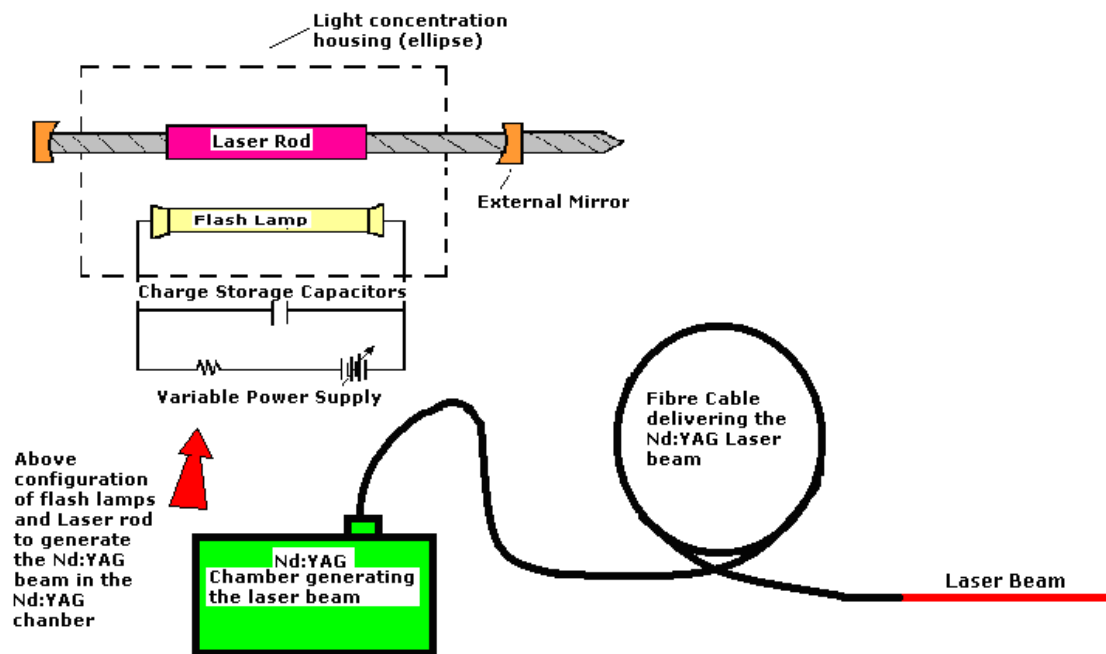 Light concentration
housing (ellipse)
Laser Rod
External Mirror
Flash Lamp
Charge Storage Capacitors
Variable Power Supply
Above
configuration
of flash lamps
and Laser rod
to generate
the Nd:YAG
beam in the
Nd:YAG
chanber
Nd:YAG
Chamber generating
the laser beam
Fibre Cable
delivering the
Nd:YAG Laser
beam
Laser Beam